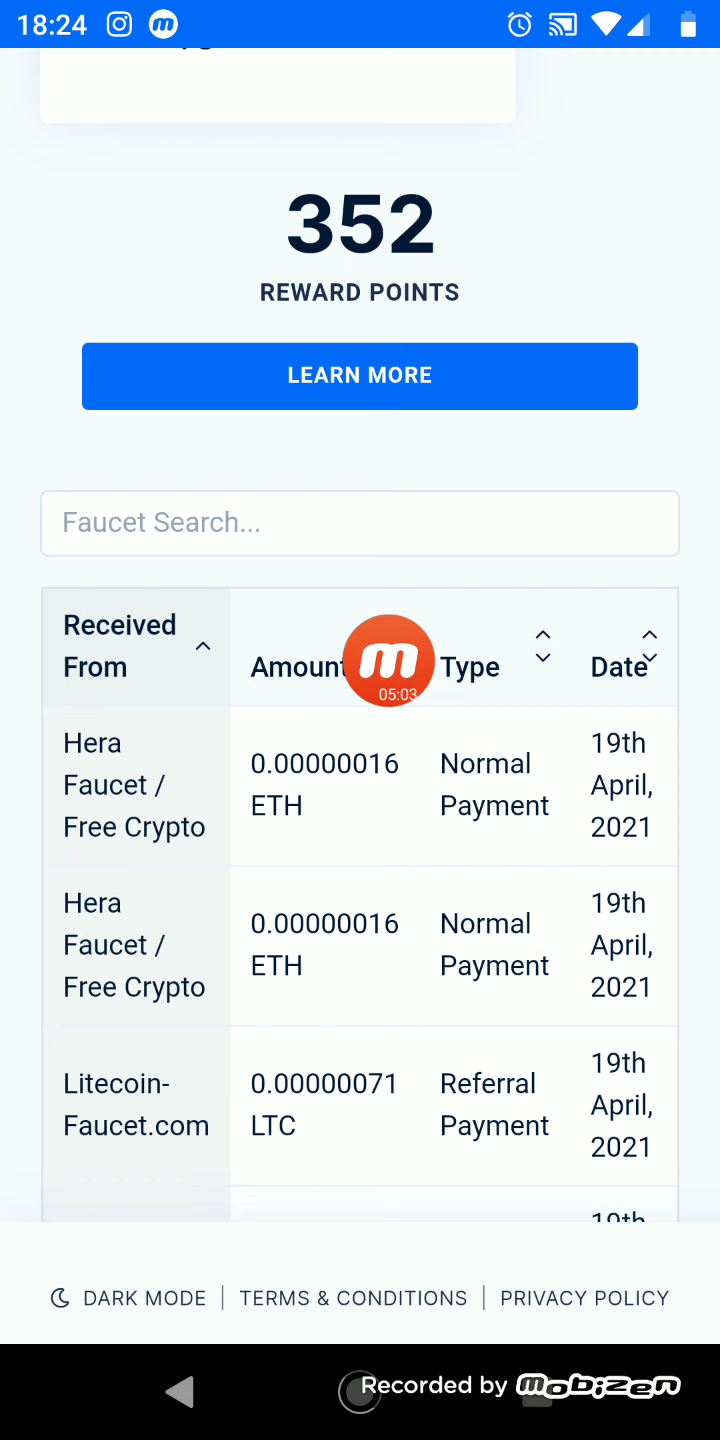 18:24
352
REWARD POINTS
LEARN MORE
Faucet Search...
Received From
Amount
Type
Date
m
05:03
Hera Faucet / Free Crypto
0.00000016 ETH
Normal Payment
19th April, 2021
Hera Faucet / Free Crypto
0.00000016 ETH
Normal Payment
19th April, 2021
Litecoin-Faucet.com
0.00000071 LTC
Referral Payment
19th April, 2021
19th
DARK MODE | TERMS & CONDITIONS | PRIVACY POLICY
Recorded by mobizen